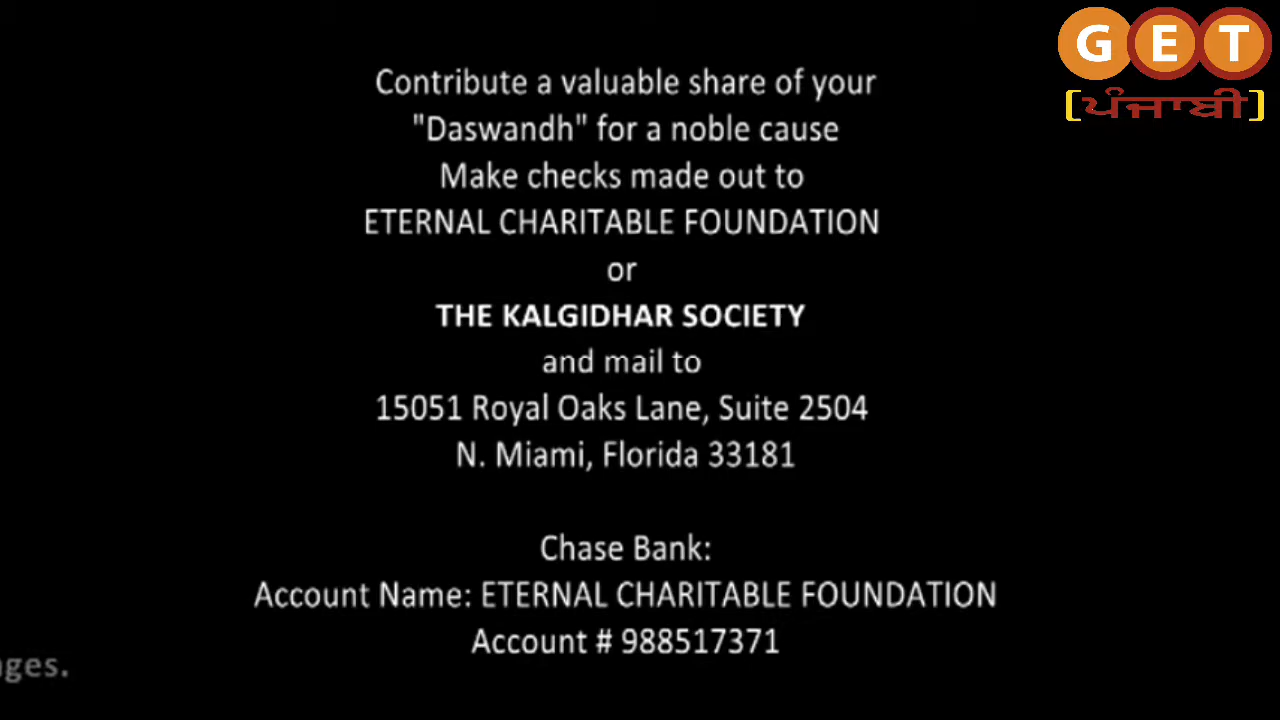 GET
[ਪੰਜਾਬੀ]
Contribute a valuable share of your
"Daswandh" for a noble cause
Make checks made out to
ETERNAL CHARITABLE FOUNDATION
or
THE KALGIDHAR SOCIETY
and mail to
15051 Royal Oaks Lane, Suite 2504
N. Miami, Florida 33181
Chase Bank:
Account Name: ETERNAL CHARITABLE FOUNDATION
Account # 988517371
ges.